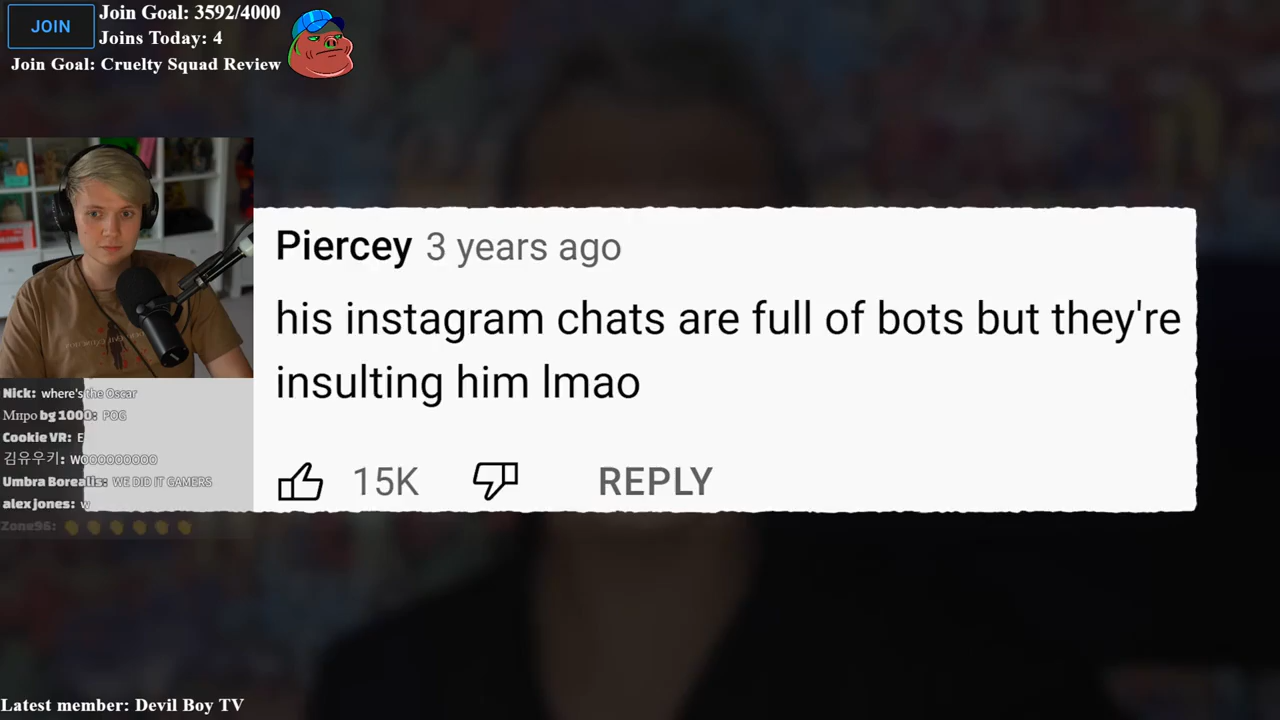 JOIN
Join Goal: 3592/4000
Joins Today: 4
Join Goal: Cruelty Squad Review
Piercey 3 years ago
his instagram chats are full of bots but they're
insulting him lmao
15K REPLY
Nick: where's the Oscar
Мпро bg 1000: POG
Cookie VR: E
김유우키: wooooooooo
Umbra Borealis: WE DID IT GAMERS
alex jones: w
Zone96:
Latest member: Devil Boy TV